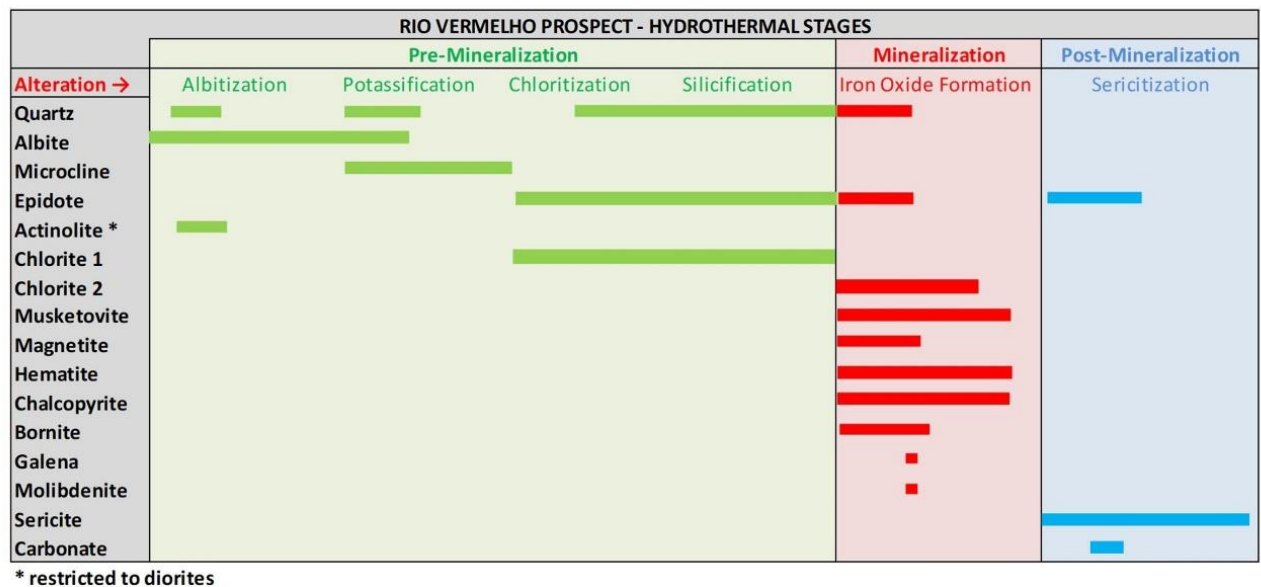 RIO VERMELHO PROSPECT - HYDROTHERMAL STAGES
Pre-Mineralization Mineralization Post-Mineralization
Alteration → Albitization Potassification Chloritization Silicification Iron Oxide Formation Sericitization
Quartz
Albite
Microcline
Epidote
Actinolite *
Chlorite 1
Chlorite 2
Musketovite
Magnetite
Hematite
Chalcopyrite
Bornite
Galena
Molibdenite
Sericite
Carbonate
* restricted to diorites